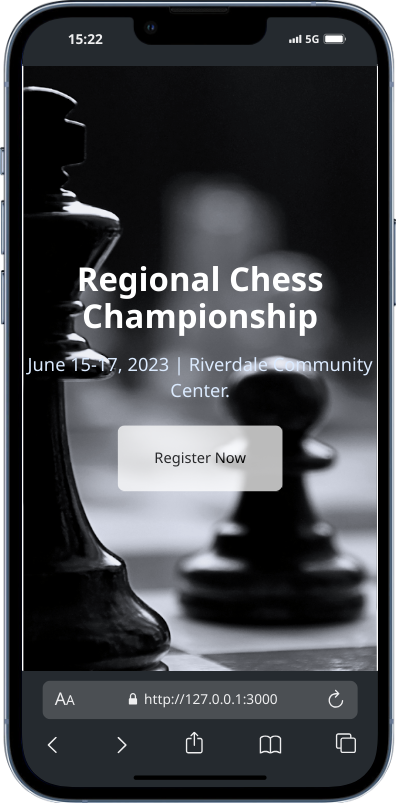 15:22 5G
Regional Chess
Championship
June 15-17, 2023 | Riverdale Community
Center.
Register Now
AA http://127.0.0.1:3000